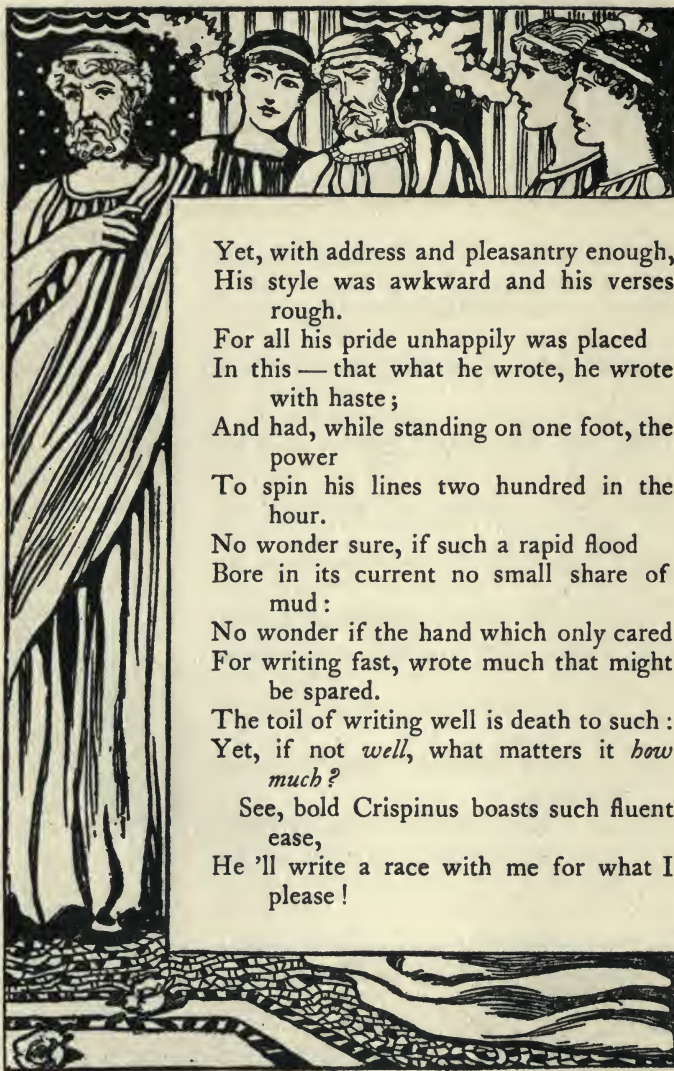 Yet, with address and pleasantry enough,
His style was awkward and his verses
rough.
For all his pride unhappily was placed
In this — that what he wrote, he wrote
with haste;
And had, while standing on one foot, the
power
To spin his lines two hundred in the
hour.
No wonder sure, if such a rapid flood
Bore in its current no small share of
mud:
No wonder if the hand which only cared
For writing fast, wrote much that might
be spared.
The toil of writing well is death to such:
Yet, if not well, what matters it how
much?
See, bold Crispinus boasts such fluent
ease,
He 'll write a race with me for what I
please!